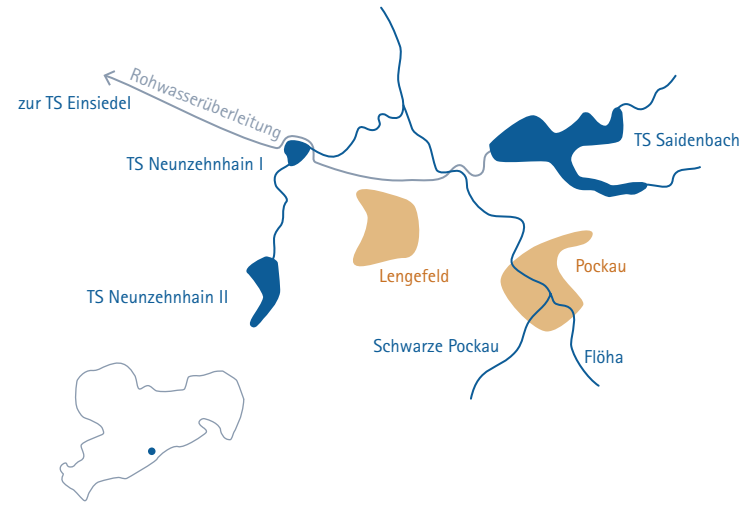 Rohwasserüberleitung
zur TS Einsiedel
TS Neunzehnhain I
TS Saidenbach
Lengefeld
Pockau
TS Neunzehnhain II
Schwarze Pockau
Flöha